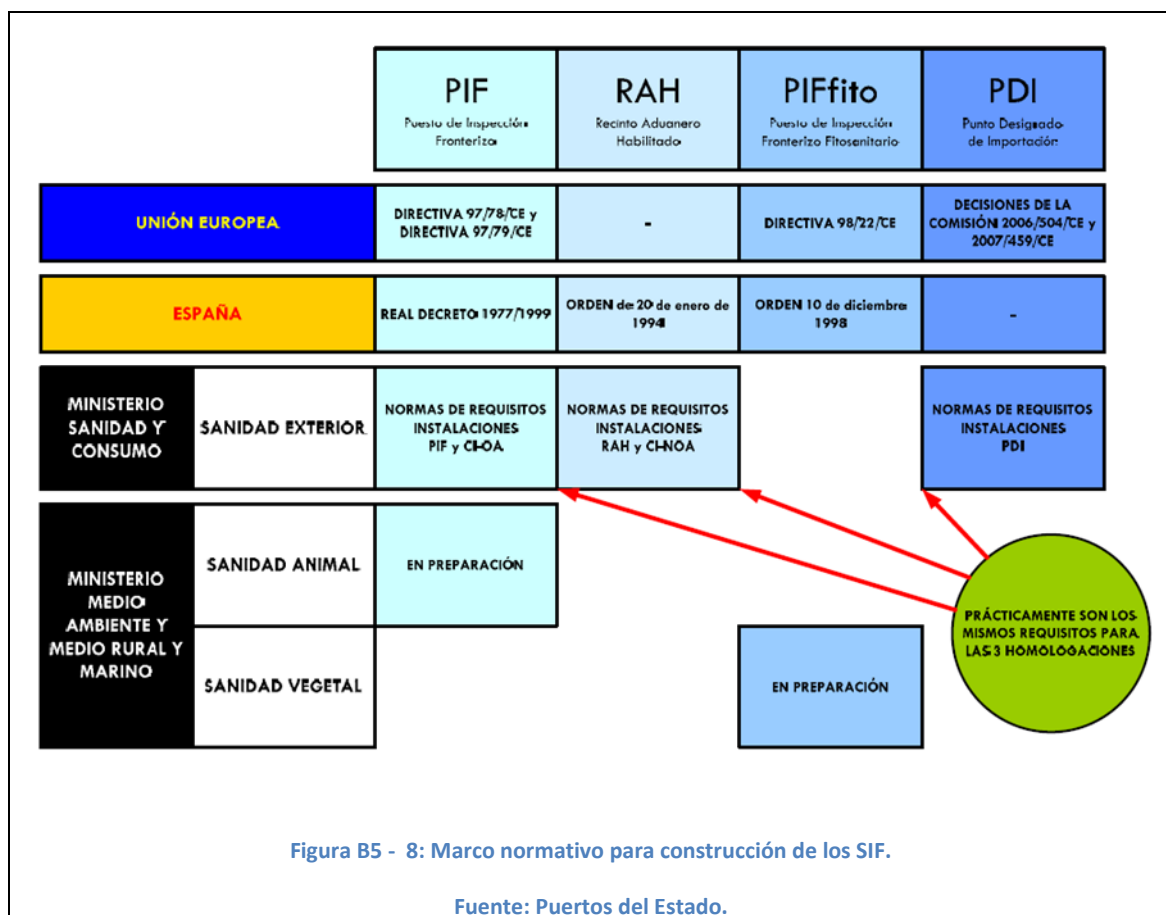 PIF
Puesto de Inspección
Fronterizo
RAH
Recinto Aduanero
Habilitado
PIFfito
Puesto de Inspección
Fronterizo Fitosanitario
PDI
Punto Designado
de Importación
UNIÓN EUROPEA
DIRECTIVA 97/78/CE y
DIRECTIVA 97/79/CE
-
DIRECTIVA 98/22/CE
DECISIONES DE LA
COMISIÓN 2006/504/CE y
2007/459/CE
ESPAÑA
REAL DECRETO 1977/1999
ORDEN de 20 de enero de
1994
ORDEN 10 de diciembre
1998
-
MINISTERIO
SANIDAD Y
CONSUMO
SANIDAD EXTERIOR
NORMAS DE REQUISITOS
INSTALACIONES
PIF y CI-OA
NORMAS DE REQUISITOS
INSTALACIONES
RAH y CI-NOA
NORMAS DE REQUISITOS
INSTALACIONES
PDI
MINISTERIO
MEDIO
AMBIENTE Y
MEDIO RURAL Y
MARINO
SANIDAD ANIMAL
EN PREPARACIÓN
SANIDAD VEGETAL
EN PREPARACIÓN
PRÁCTICAMENTE SON LOS
MISMOS REQUISITOS PARA
LAS 3 HOMOLOGACIONES
Figura B5 - 8: Marco normativo para construcción de los SIF.
Fuente: Puertos del Estado.